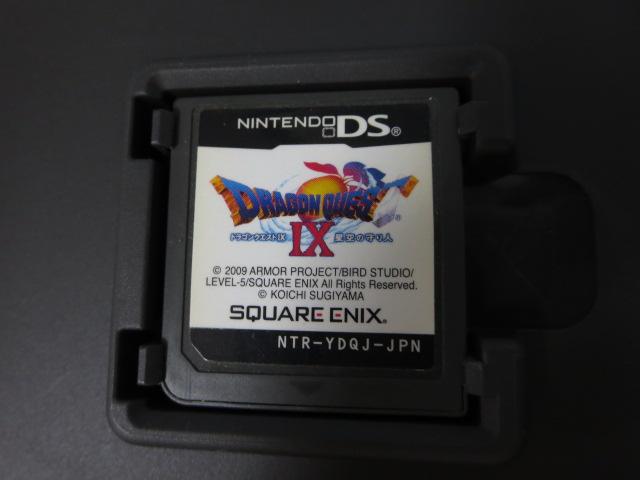 NINTENDO DS®
DRAGON QUEST®
ドラゴンクエストIX IX 星空の守り人
© 2009 ARMOR PROJECT/BIRD STUDIO/
LEVEL-5/SQUARE ENIX All Rights Reserved.
© KOICHI SUGIYAMA
SQUARE ENIX®
NTR-YDQJ-JPN